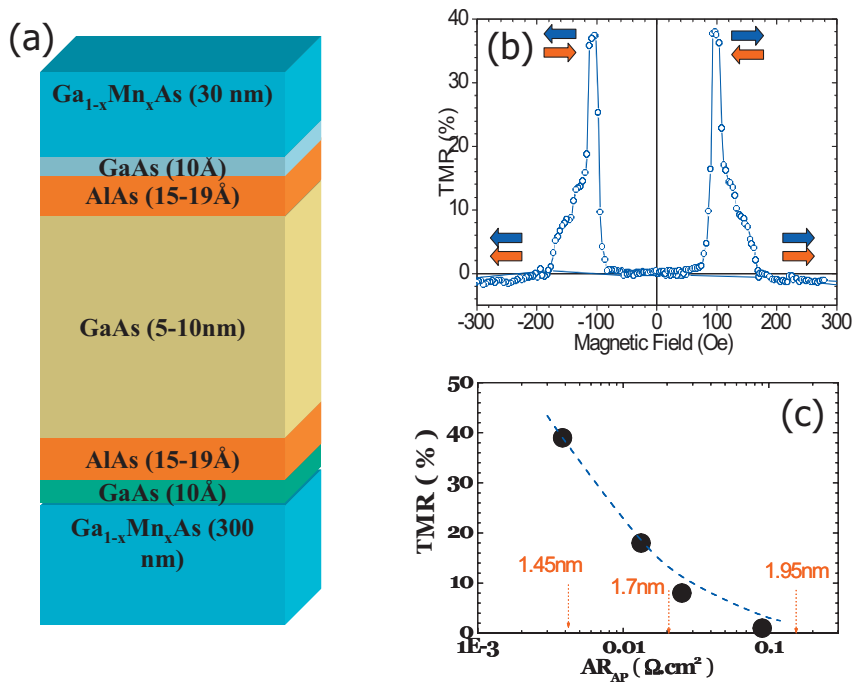 (a)
Ga1-xMnxAs (30 nm)
GaAs (10Å)
AlAs (15-19Å)
GaAs (5-10nm)
AlAs (15-19Å)
GaAs (10Å)
Ga1-xMnxAs (300
nm)
(b)
TMR (%)
40
30
20
10
0
-300 -200 -100 0 100 200 300
Magnetic Field (Oe)
(c)
TMR ( % )
50
40
30
20
10
0
1.45nm
1.7nm
1.95nm
1E-3 0.01 0.1
ARAP ( Ω.cm²)